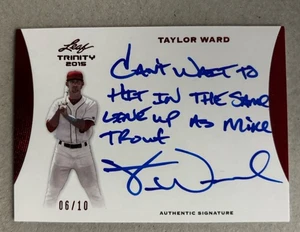 Leaf
TRINITY
2015
TAYLOR WARD
CAN'T WAIT TO
HIT IN THE SAME
LINE UP AS MIKE
TROUT
06/10
AUTHENTIC SIGNATURE